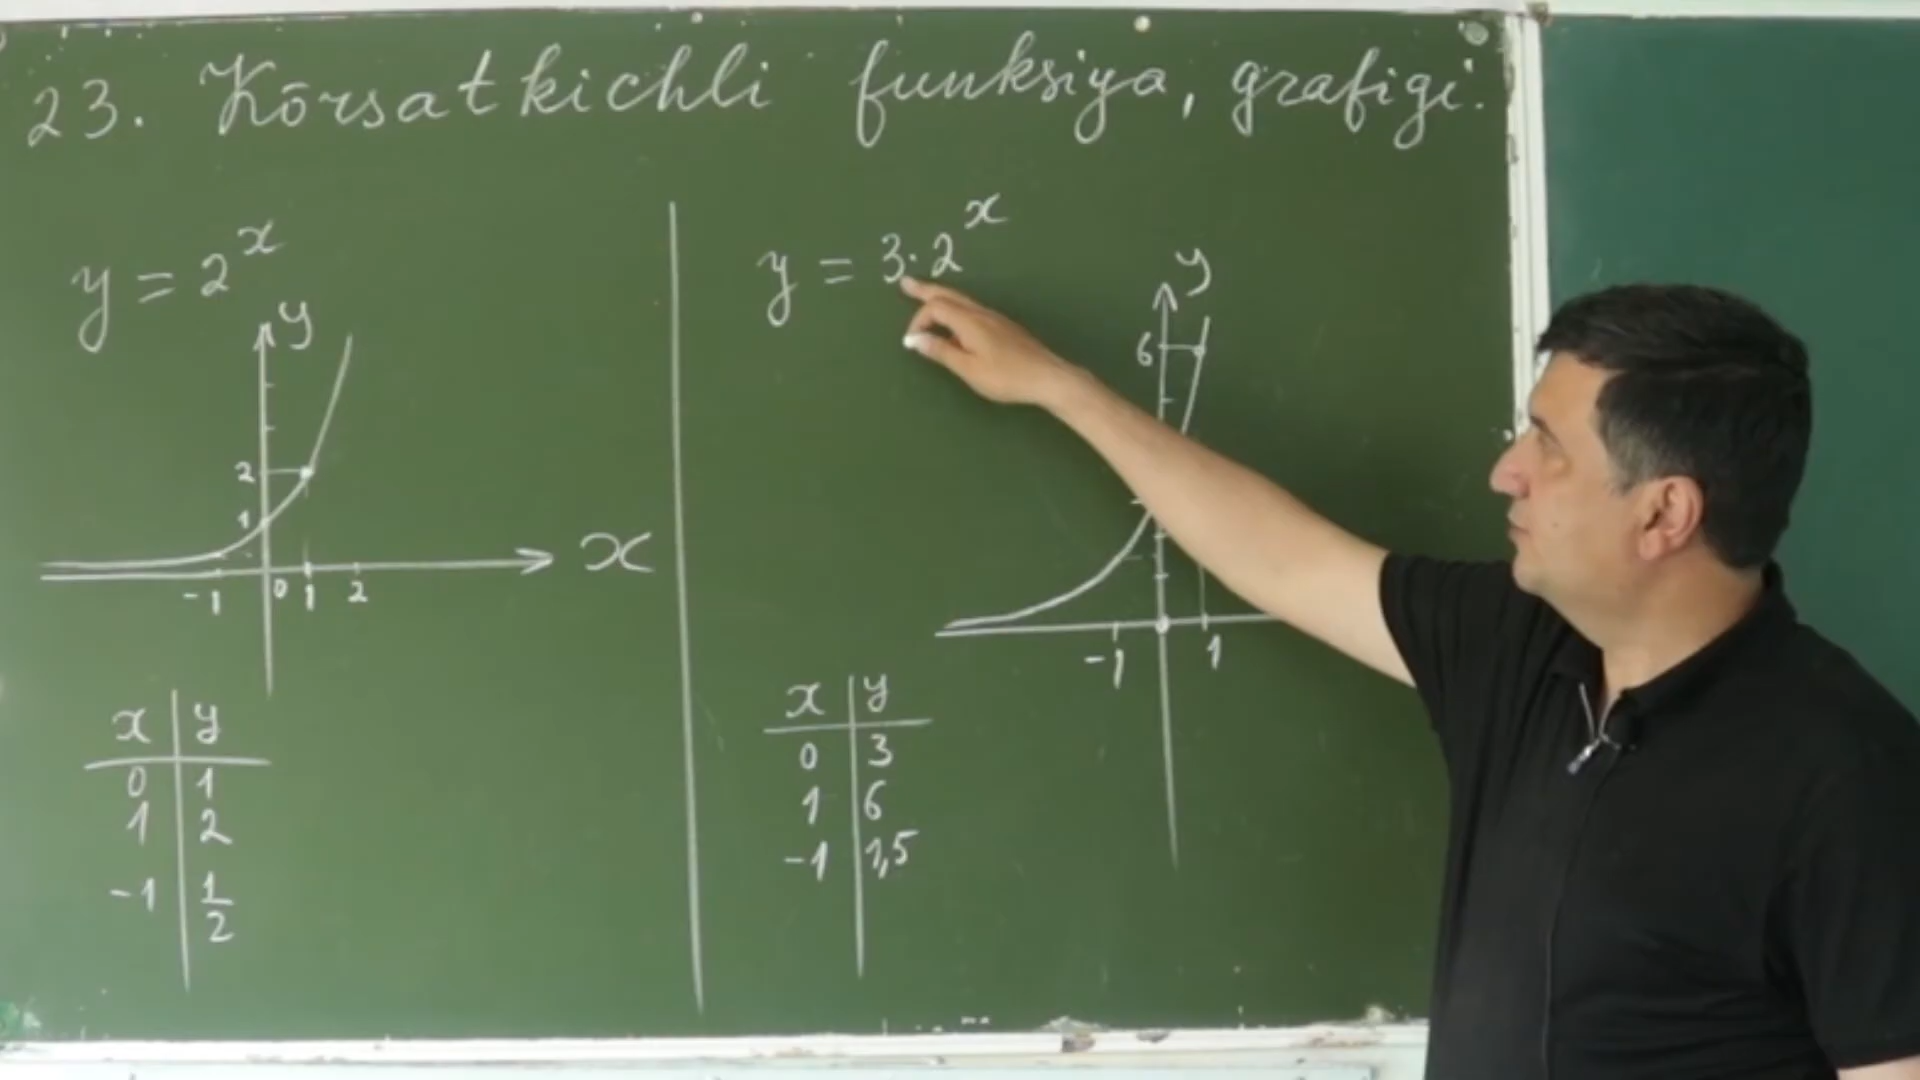 23. Kōrsatkichli funksiya, grafigi.
y = 2^x
y
2
1
x
-1 0 1 2
x y
0 1
1 2
-1 1/2
y = 3·2^x
y
6
-1 1
x y
0 3
1 6
-1 1,5